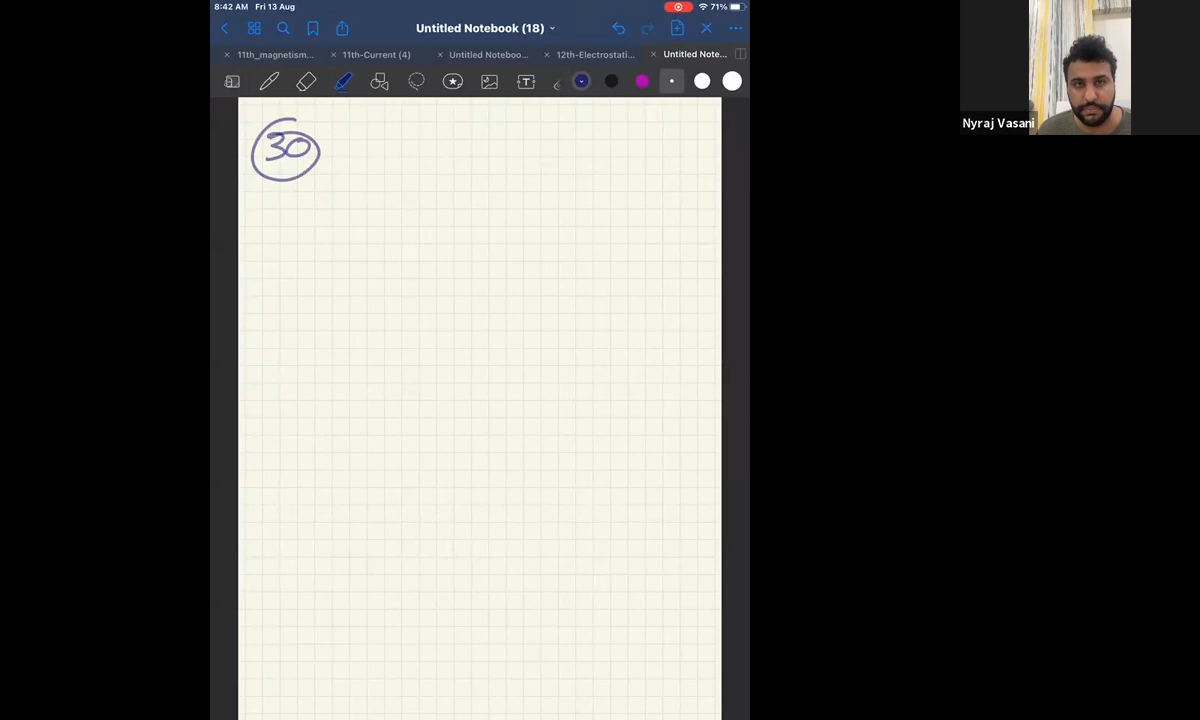 8:42 AM Fri 13 Aug 71%
Untitled Notebook (18)
11th_magnetism... 11th-Current (4) Untitled Noteboo... 12th-Electrostati... Untitled Note...
T
30
Nyraj Vasani